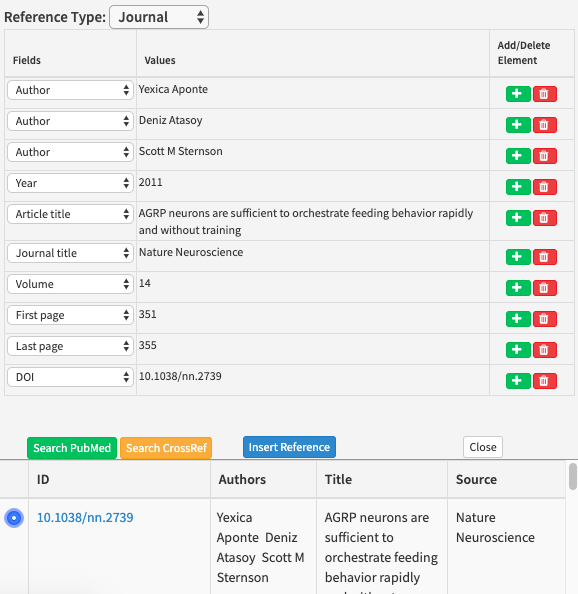 Reference Type: Journal
Fields Values Add/Delete Element
Author Yexica Aponte
Author Deniz Atasoy
Author Scott M Sternson
Year 2011
Article title AGRP neurons are sufficient to orchestrate feeding behavior rapidly
and without training
Journal title Nature Neuroscience
Volume 14
First page 351
Last page 355
DOI 10.1038/nn.2739
Search PubMed Search CrossRef Insert Reference Close
ID Authors Title Source
10.1038/nn.2739 Yexica AGRP neurons are Nature
Aponte Deniz sufficient to Neuroscience
Atasoy Scott M orchestrate feeding
Sternson behavior rapidly